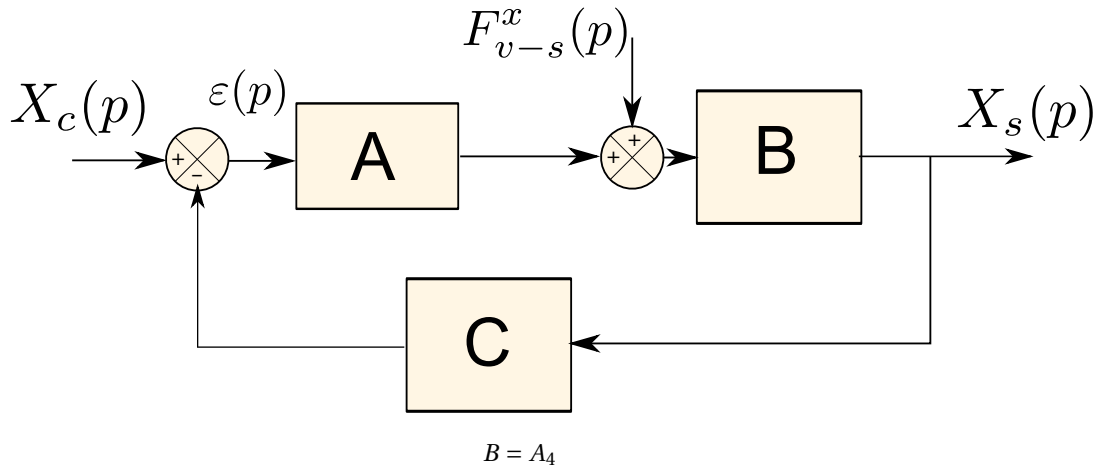 F^x_{v-s}(p)
X_c(p) ε(p) X_s(p)
+ − A + + B
C
B = A_4